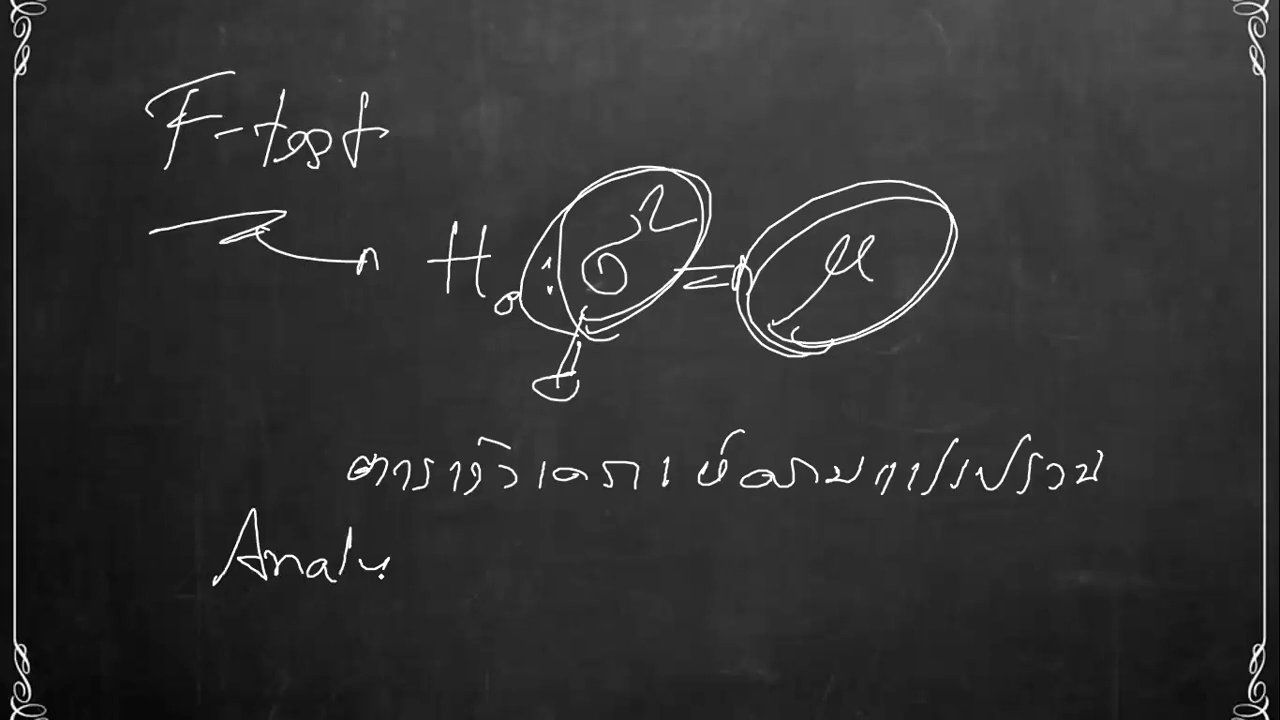 F-test
H₀: σ² = μ
การวิเคราะห์ความแปรปรวน
Analy